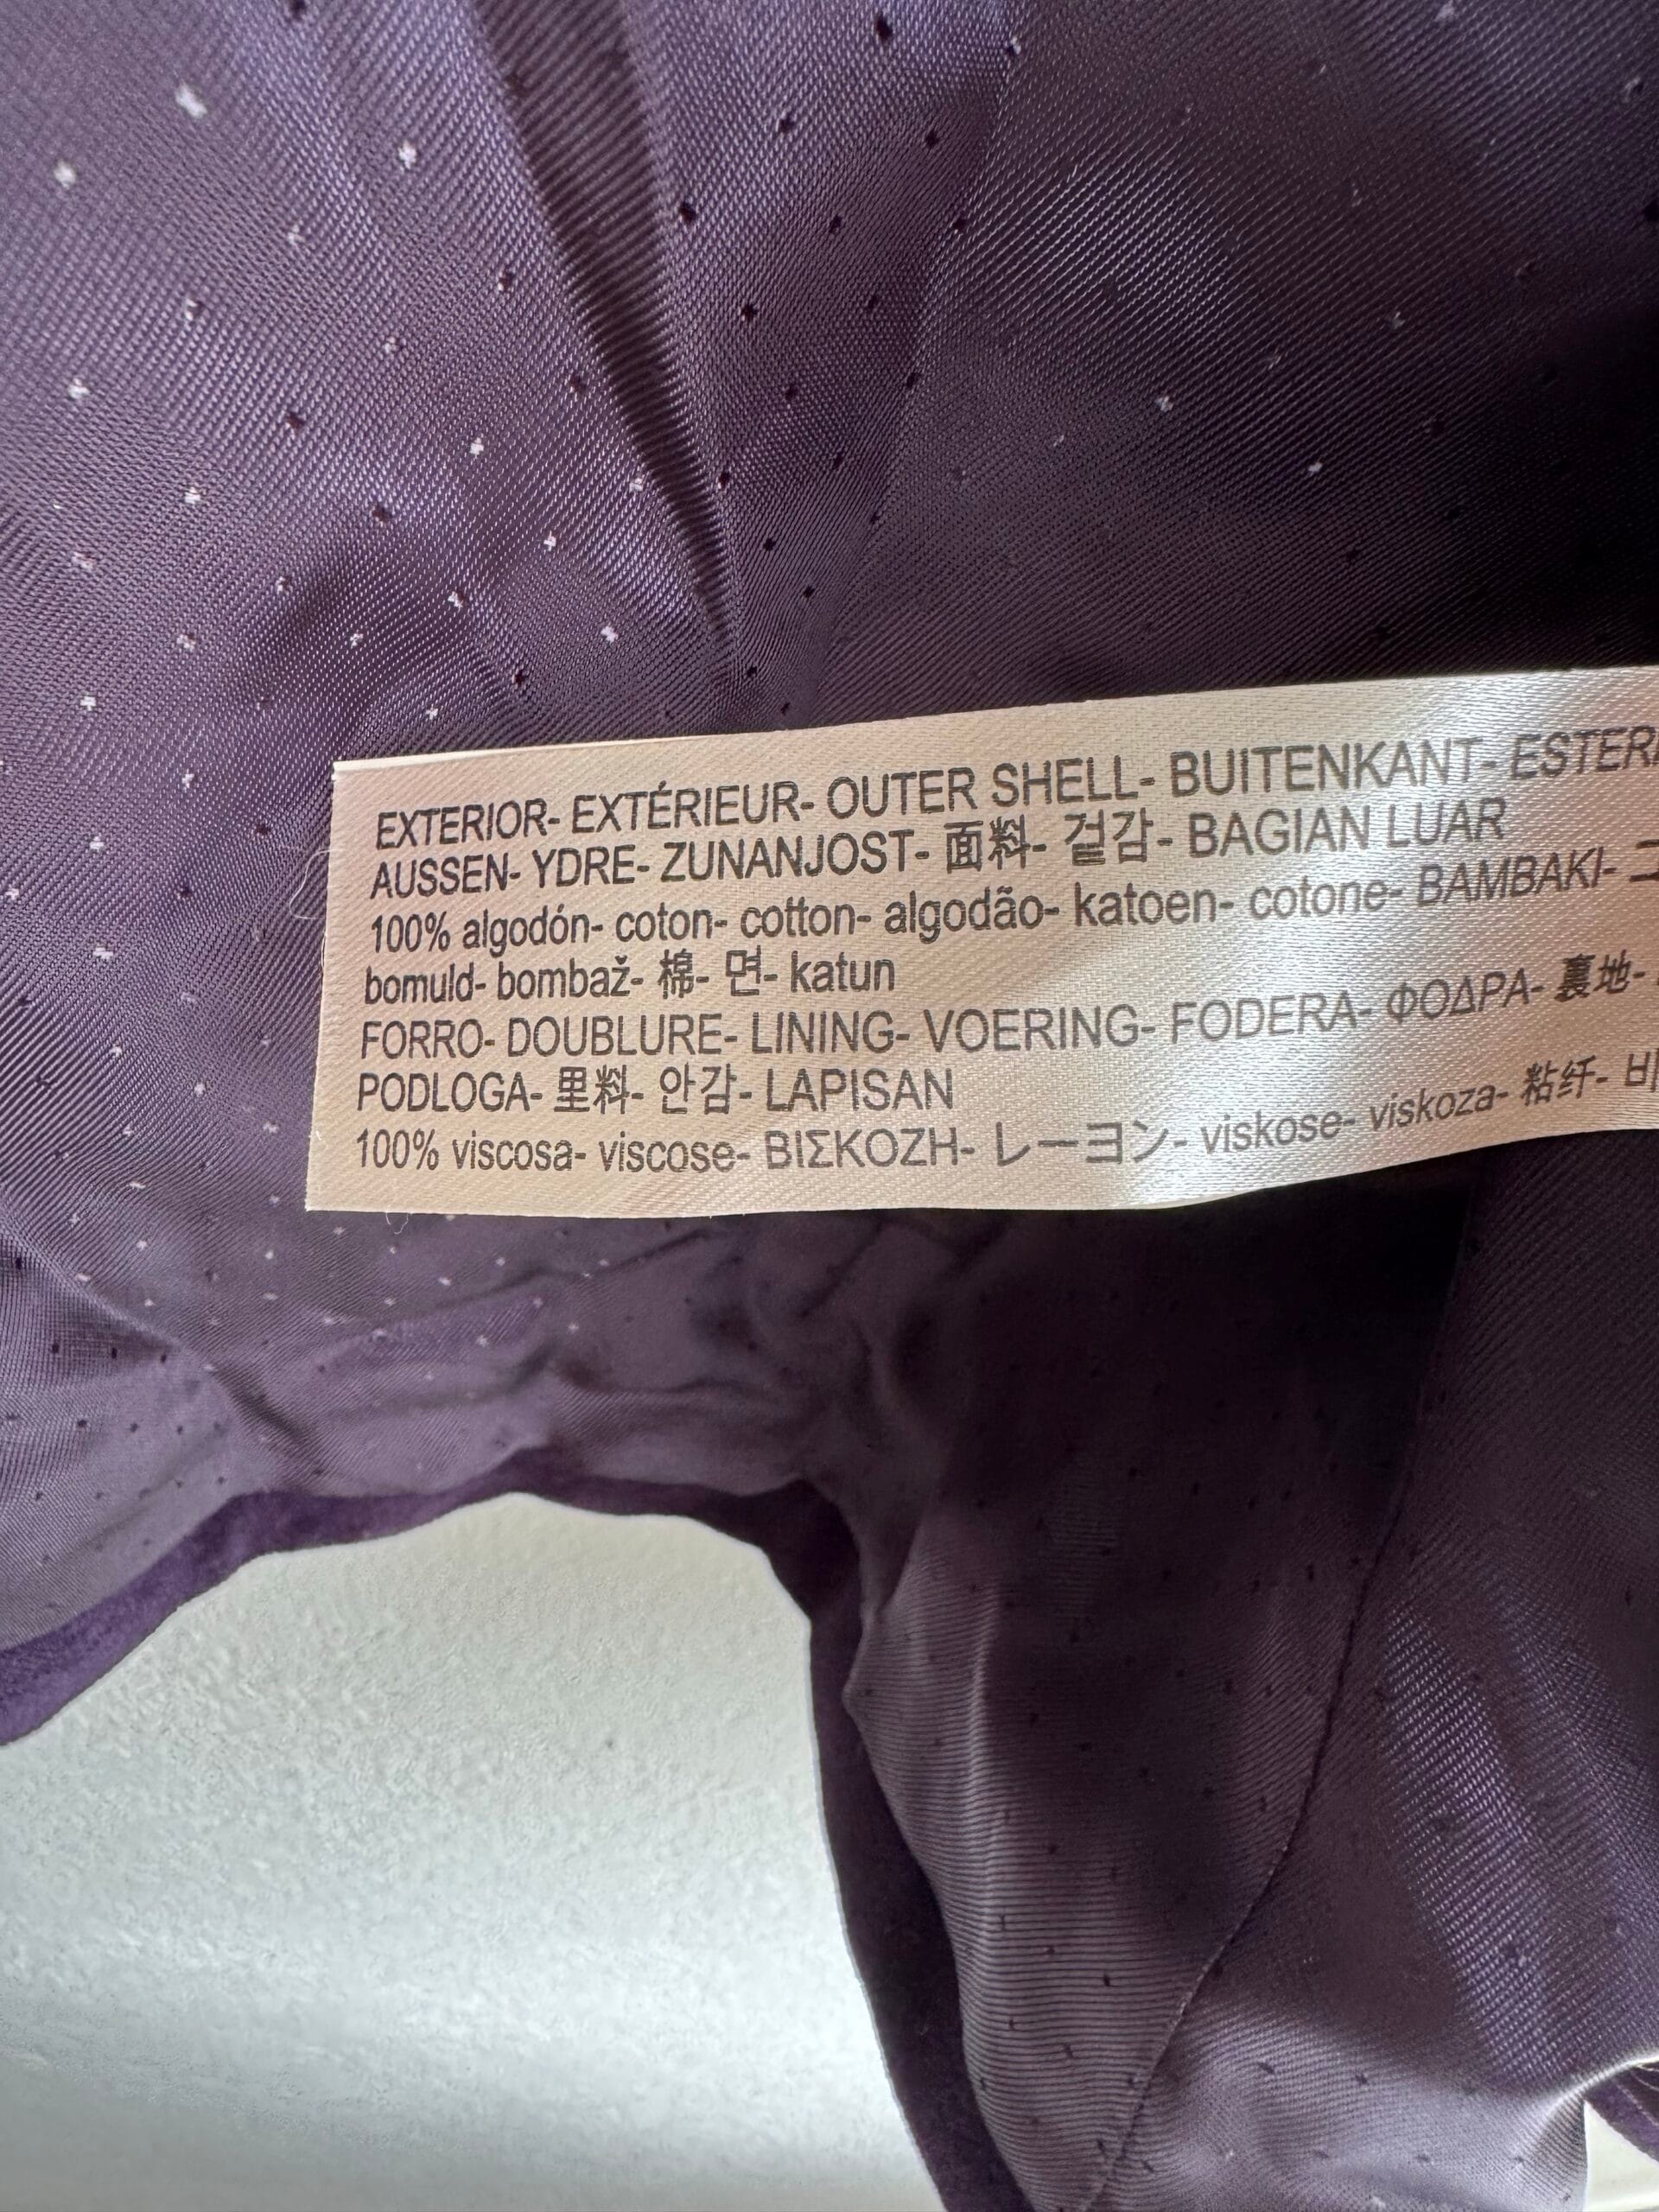 EXTERIOR- EXTÉRIEUR- OUTER SHELL- BUITENKANT-
AUSSEN- YDRE- ZUNANJOST- 面料- 겉감- BAGIAN LUAR
100% algodón- coton- cotton- algodão- katoen- cotone- BAMBAKI-
bomuld- bombaž- 棉- 면- katun
FORRO- DOUBLURE- LINING- VOERING- FODERA- ΦΟΔΡΑ- 裏地-
PODLOGA- 里料- 안감- LAPISAN
100% viscosa- viscose- ΒΙΣΚΟΖΗ- レーヨン- viskose- viskoza- 粘纤-